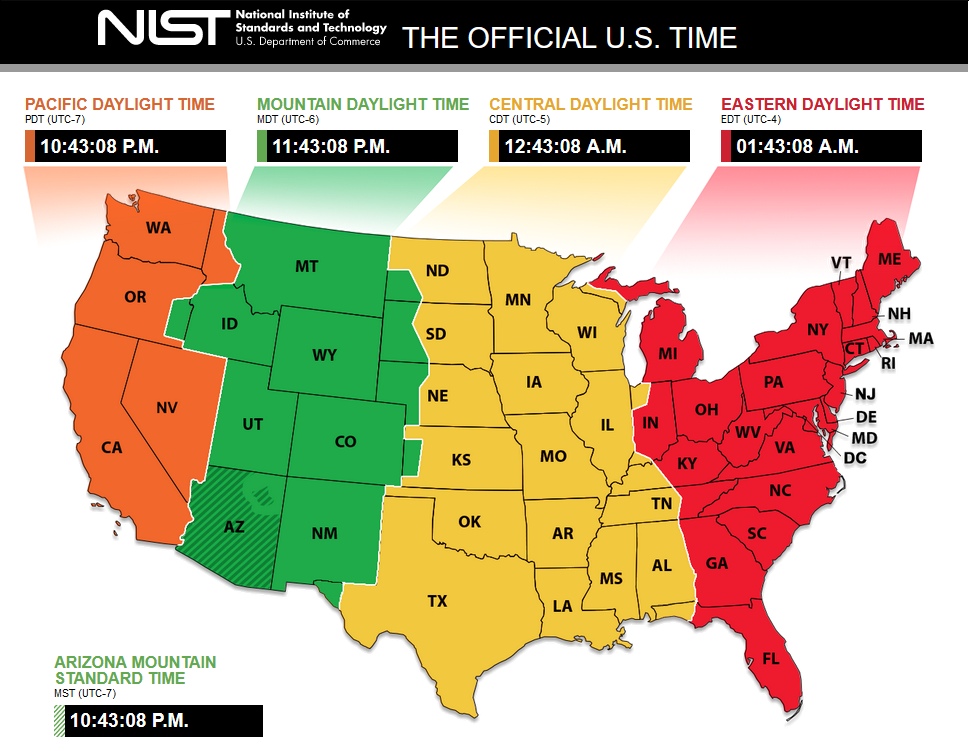 NIST
National Institute of
Standards and Technology
U.S. Department of Commerce
THE OFFICIAL U.S. TIME
PACIFIC DAYLIGHT TIME
PDT (UTC-7)
10:43:08 P.M.
MOUNTAIN DAYLIGHT TIME
MDT (UTC-6)
11:43:08 P.M.
CENTRAL DAYLIGHT TIME
CDT (UTC-5)
12:43:08 A.M.
EASTERN DAYLIGHT TIME
EDT (UTC-4)
01:43:08 A.M.
WA
OR
CA
NV
MT
ID
WY
UT
CO
AZ
NM
ND
SD
NE
KS
OK
TX
MN
IA
MO
AR
LA
WI
IL
TN
MS
AL
MI
IN
OH
KY
WV
VA
NC
SC
GA
FL
PA
NY
VT
ME
NH
MA
CT
RI
NJ
DE
MD
DC
ARIZONA MOUNTAIN
STANDARD TIME
MST (UTC-7)
10:43:08 P.M.